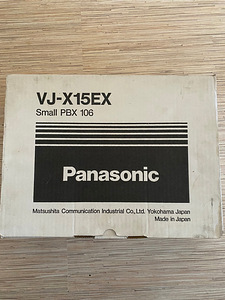 VJ-X15EX
Small PBX 106
Panasonic
Matsushita Communication Industrial Co., Ltd. Yokohama Japan
Made in Japan